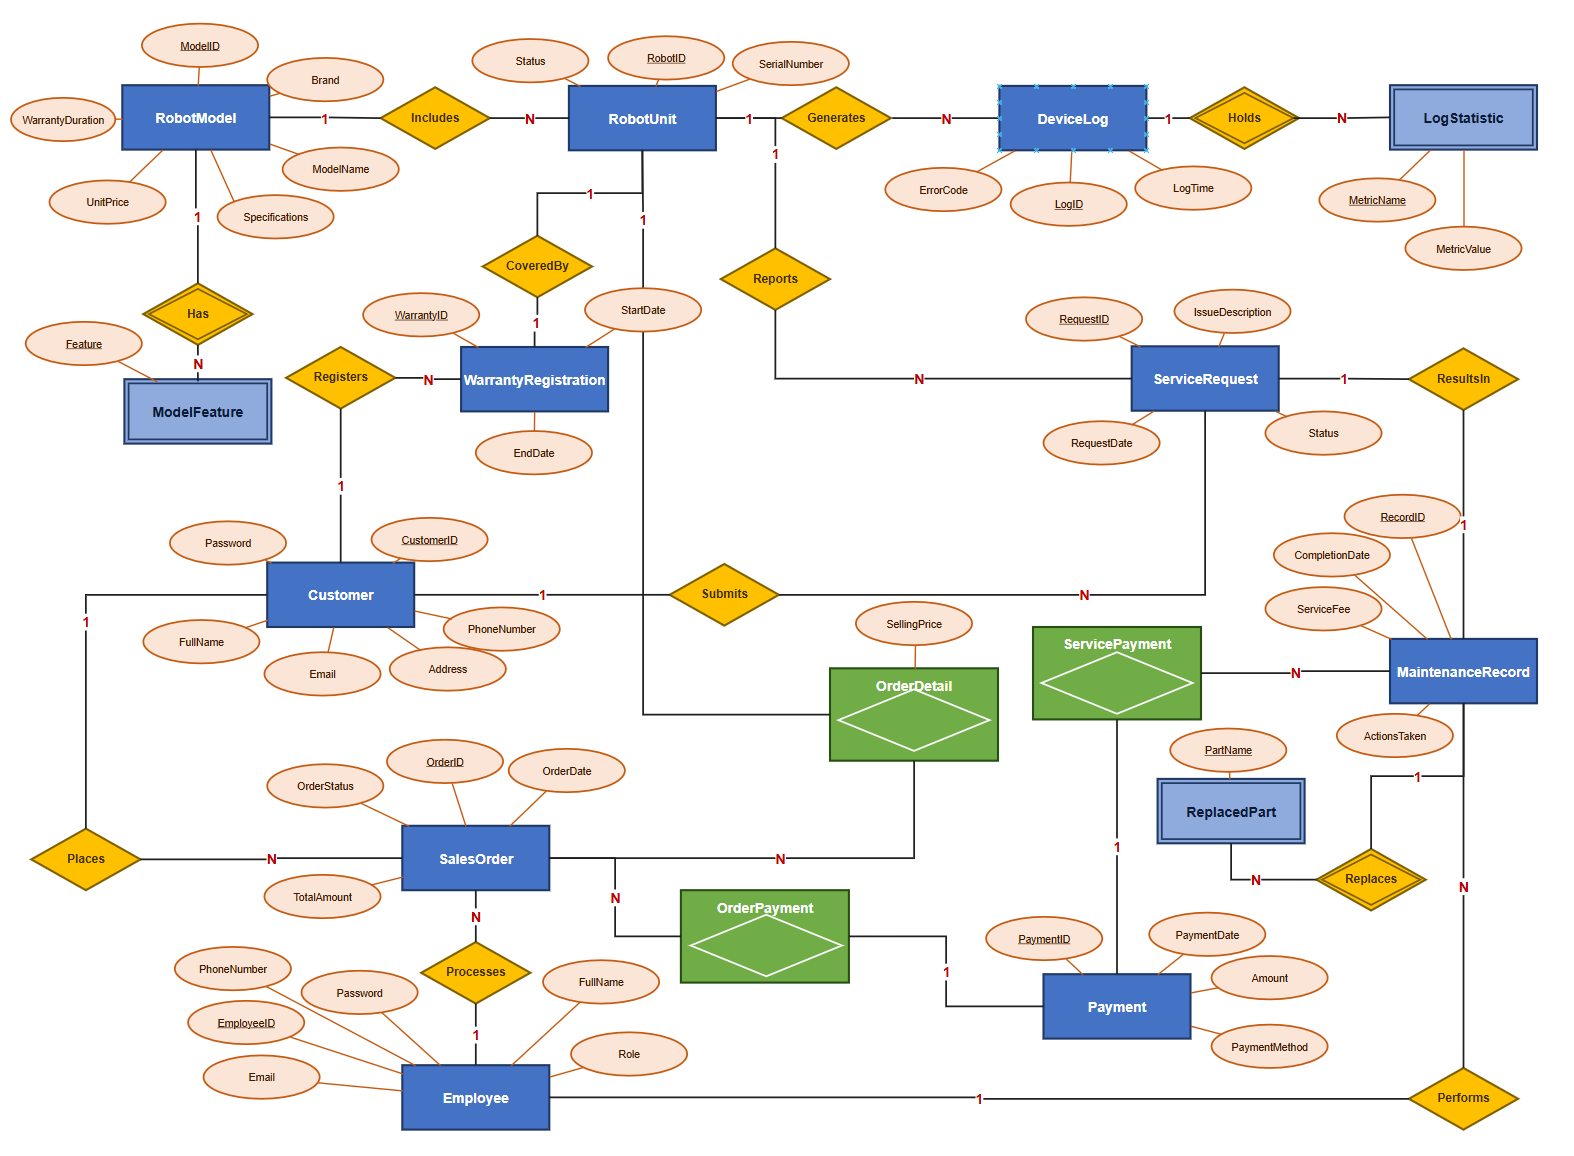 ModelID
Brand
WarrantyDuration
RobotModel
ModelName
UnitPrice
Specifications
1
Includes
N
Status
RobotID
SerialNumber
RobotUnit
1
Generates
N
DeviceLog
ErrorCode
LogID
LogTime
1
Holds
N
LogStatistic
MetricName
MetricValue
1
Has
N
Feature
ModelFeature
1
CoveredBy
1
1
1
Reports
N
WarrantyID
StartDate
Registers
N
WarrantyRegistration
EndDate
1
RequestID
IssueDescription
ServiceRequest
RequestDate
Status
1
ResultsIn
1
Password
CustomerID
Customer
FullName
Email
Address
PhoneNumber
1
Submits
N
1
RecordID
CompletionDate
ServiceFee
MaintenanceRecord
ActionsTaken
SellingPrice
OrderDetail
ServicePayment
N
PartName
ReplacedPart
1
N
Replaces
N
1
Places
N
OrderStatus
OrderID
OrderDate
SalesOrder
TotalAmount
N
N
OrderPayment
1
N
Processes
1
PaymentID
PaymentDate
Amount
Payment
PaymentMethod
PhoneNumber
Password
FullName
EmployeeID
Email
Role
Employee
1
Performs